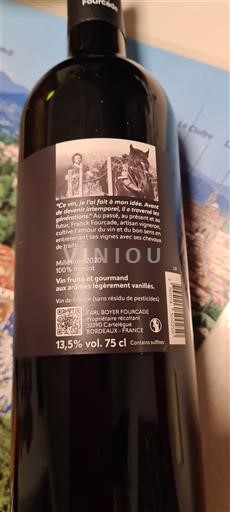 Fourcade
"Ce vin, je l'ai fait à mon idée. Avant
de devenir intemporel, il a traversé les
générations." Au passé, au présent et au
futur, Franck Fourcade, artisan vigneron,
cultive l'amour du vin et du bon sens en
entretenant ses vignes avec ses chevaux
de traits.
NIOU
Millésime 2020
100% merlot
Vin fruité et gourmand
aux arômes légèrement vanillés.
Vin de France (sans résidu de pesticides)
EARL BOYER FOURCADE
Propriétaire récoltant
33390 Cartelègue
BORDEAUX - FRANCE
13,5% vol. 75 cl Contains sulfites